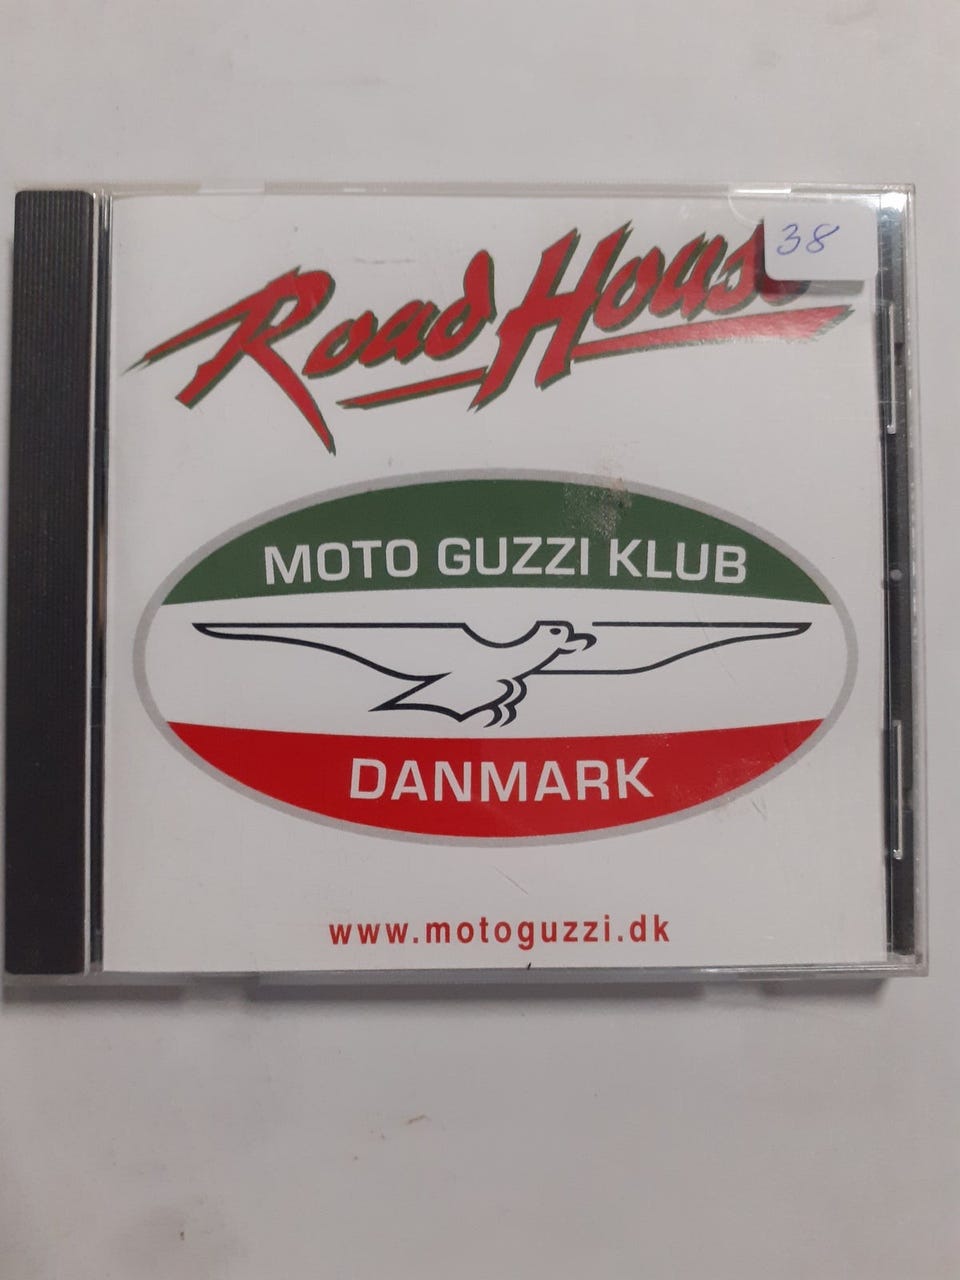 Road House
38
MOTO GUZZI KLUB
DANMARK
www.motoguzzi.dk